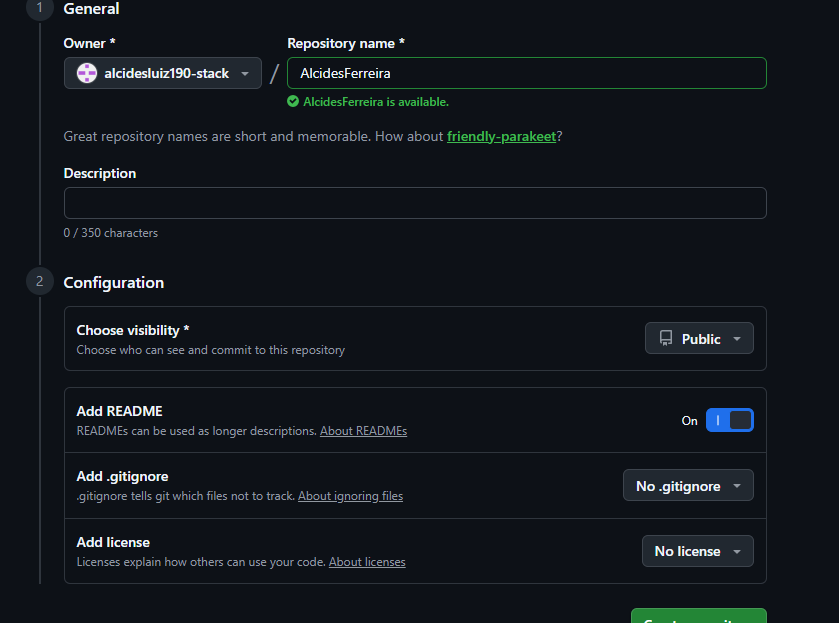 1 General
Owner * Repository name *
alcidesluiz190-stack / AlcidesFerreira
AlcidesFerreira is available.
Great repository names are short and memorable. How about friendly-parakeet?
Description
0 / 350 characters
2 Configuration
Choose visibility *
Choose who can see and commit to this repository
Public
Add README
READMEs can be used as longer descriptions. About READMEs
On
Add .gitignore
.gitignore tells git which files not to track. About ignoring files
No .gitignore
Add license
Licenses explain how others can use your code. About licenses
No license